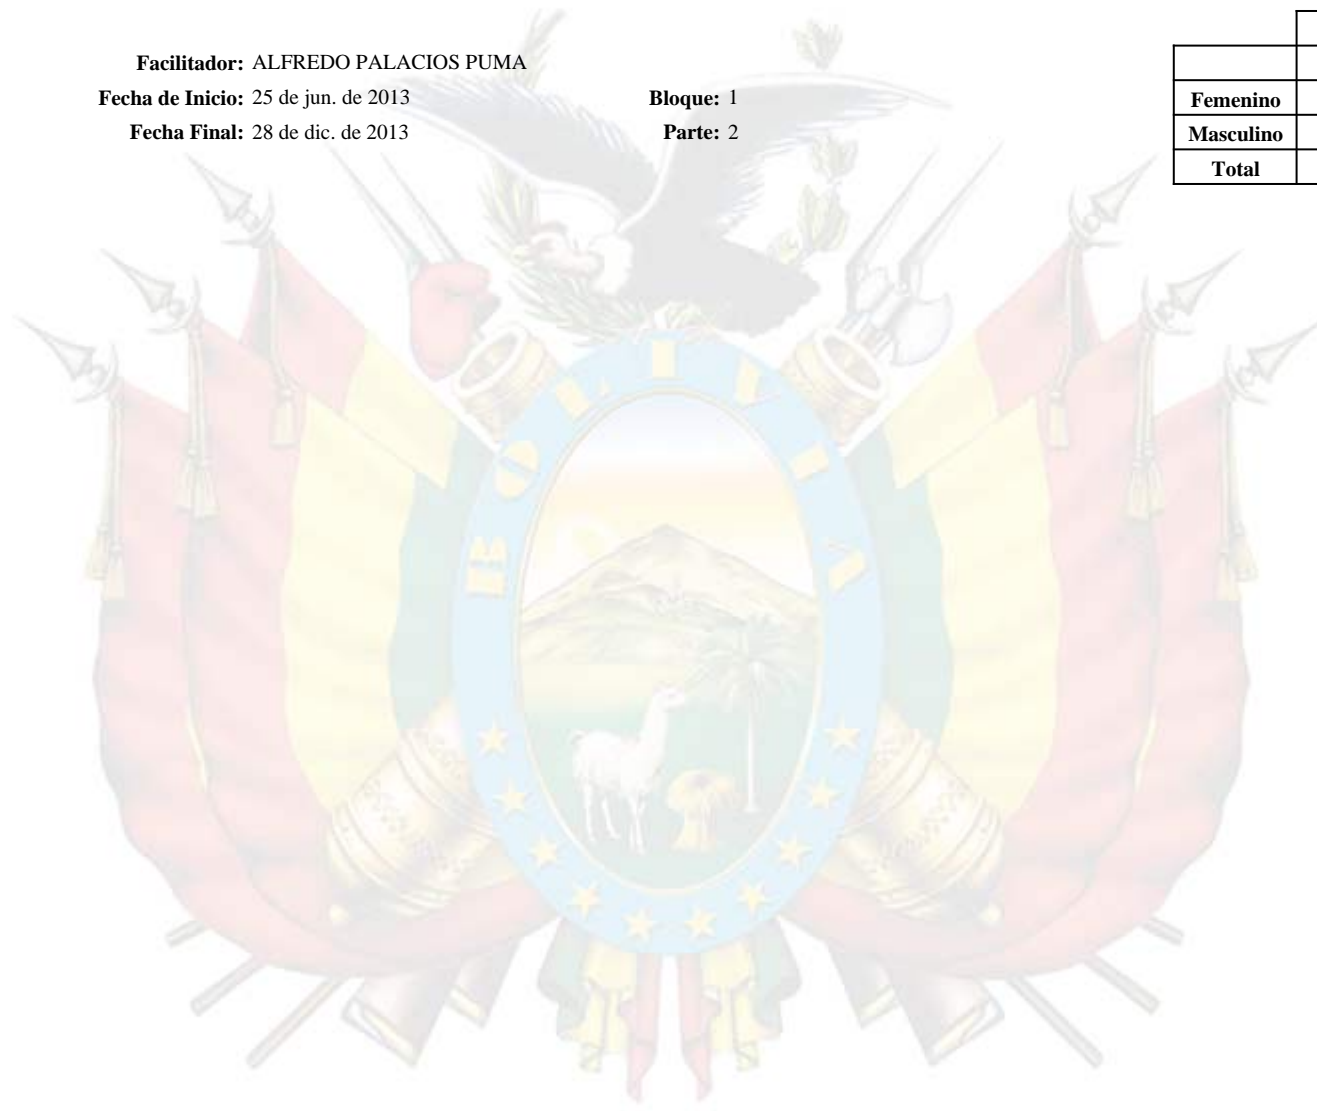 Facilitador: ALFREDO PALACIOS PUMA
Fecha de Inicio: 25 de jun. de 2013 Bloque: 1
Fecha Final: 28 de dic. de 2013 Parte: 2
Femenino
Masculino
Total
BOLIVIA